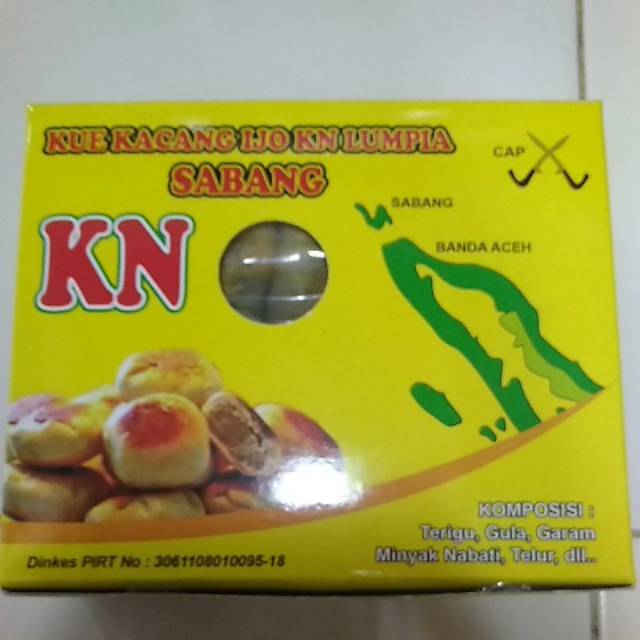 KUE KACANG IJO KN LUMPIA
SABANG
CAP
KN
SABANG
BANDA ACEH
KOMPOSISI :
Terigu, Gula, Garam
Minyak Nabati, Telur, dll..
Dinkes PIRT No : 3061108010095-18